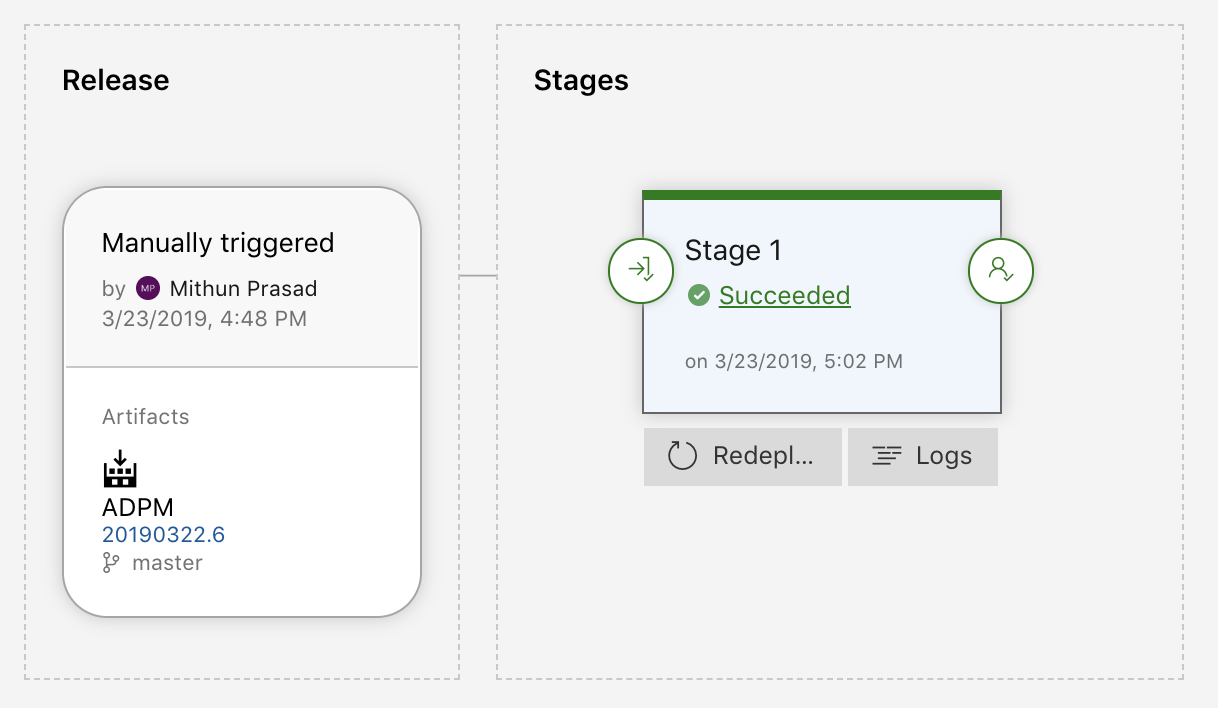 Release
Manually triggered
by MP Mithun Prasad
3/23/2019, 4:48 PM
Artifacts
ADPM
20190322.6
master
Stages
Stage 1
Succeeded
on 3/23/2019, 5:02 PM
Redepl...
Logs